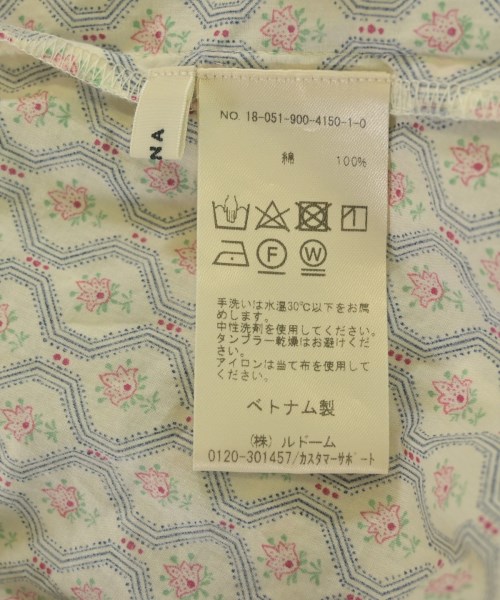 NO. 18-051-900-4150-1-0
綿 100%
F W
手洗いは水温30℃以下をお薦
めします。
中性洗剤を使用してください。
タンブラー乾燥はお避けくだ
さい。
アイロンは当て布を使用して
ください。
ベトナム製
(株) ルドーム
0120-301457/カスタマーサポート
NA